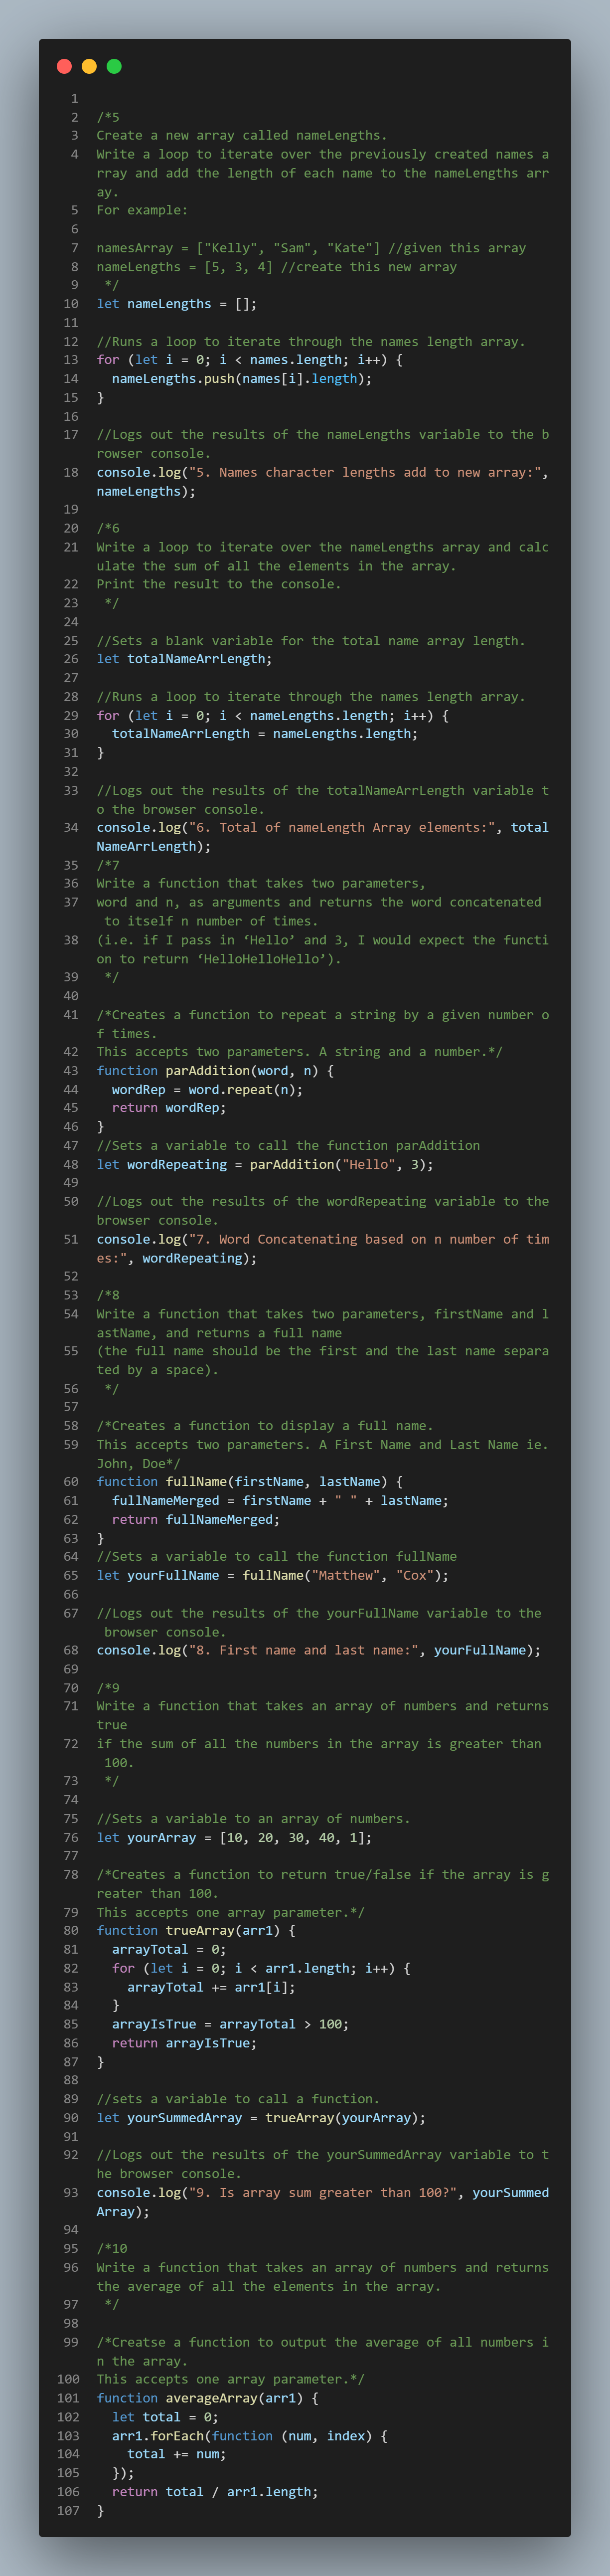 1
2 /*5
3 Create a new array called nameLengths.
4 Write a loop to iterate over the previously created names a
rray and add the length of each name to the nameLengths arr
ay.
5 For example:
6
7 namesArray = ["Kelly", "Sam", "Kate"] //given this array
8 nameLengths = [5, 3, 4] //create this new array
9  */
10 let nameLengths = [];
11
12 //Runs a loop to iterate through the names length array.
13 for (let i = 0; i < names.length; i++) {
14   nameLengths.push(names[i].length);
15 }
16
17 //Logs out the results of the nameLengths variable to the b
rowser console.
18 console.log("5. Names character lengths add to new array:",
nameLengths);
19
20 /*6
21 Write a loop to iterate over the nameLengths array and calc
ulate the sum of all the elements in the array.
22 Print the result to the console.
23  */
24
25 //Sets a blank variable for the total name array length.
26 let totalNameArrLength;
27
28 //Runs a loop to iterate through the names length array.
29 for (let i = 0; i < nameLengths.length; i++) {
30   totalNameArrLength = nameLengths.length;
31 }
32
33 //Logs out the results of the totalNameArrLength variable t
o the browser console.
34 console.log("6. Total of nameLength Array elements:", total
NameArrLength);
35 /*7
36 Write a function that takes two parameters,
37 word and n, as arguments and returns the word concatenated
 to itself n number of times.
38 (i.e. if I pass in ‘Hello’ and 3, I would expect the functi
on to return ‘HelloHelloHello’).
39  */
40
41 /*Creates a function to repeat a string by a given number o
f times.
42 This accepts two parameters. A string and a number.*/
43 function parAddition(word, n) {
44   wordRep = word.repeat(n);
45   return wordRep;
46 }
47 //Sets a variable to call the function parAddition
48 let wordRepeating = parAddition("Hello", 3);
49
50 //Logs out the results of the wordRepeating variable to the
browser console.
51 console.log("7. Word Concatenating based on n number of tim
es:", wordRepeating);
52
53 /*8
54 Write a function that takes two parameters, firstName and l
astName, and returns a full name
55 (the full name should be the first and the last name separa
ted by a space).
56  */
57
58 /*Creates a function to display a full name.
59 This accepts two parameters. A First Name and Last Name ie.
John, Doe*/
60 function fullName(firstName, lastName) {
61   fullNameMerged = firstName + " " + lastName;
62   return fullNameMerged;
63 }
64 //Sets a variable to call the function fullName
65 let yourFullName = fullName("Matthew", "Cox");
66
67 //Logs out the results of the yourFullName variable to the
 browser console.
68 console.log("8. First name and last name:", yourFullName);
69
70 /*9
71 Write a function that takes an array of numbers and returns
true
72 if the sum of all the numbers in the array is greater than
 100.
73  */
74
75 //Sets a variable to an array of numbers.
76 let yourArray = [10, 20, 30, 40, 1];
77
78 /*Creates a function to return true/false if the array is g
reater than 100.
79 This accepts one array parameter.*/
80 function trueArray(arr1) {
81   arrayTotal = 0;
82   for (let i = 0; i < arr1.length; i++) {
83     arrayTotal += arr1[i];
84   }
85   arrayIsTrue = arrayTotal > 100;
86   return arrayIsTrue;
87 }
88
89 //sets a variable to call a function.
90 let yourSummedArray = trueArray(yourArray);
91
92 //Logs out the results of the yourSummedArray variable to t
he browser console.
93 console.log("9. Is array sum greater than 100?", yourSummed
Array);
94
95 /*10
96 Write a function that takes an array of numbers and returns
the average of all the elements in the array.
97  */
98
99 /*Creatse a function to output the average of all numbers i
n the array.
100 This accepts one array parameter.*/
101 function averageArray(arr1) {
102   let total = 0;
103   arr1.forEach(function (num, index) {
104     total += num;
105   });
106   return total / arr1.length;
107 }